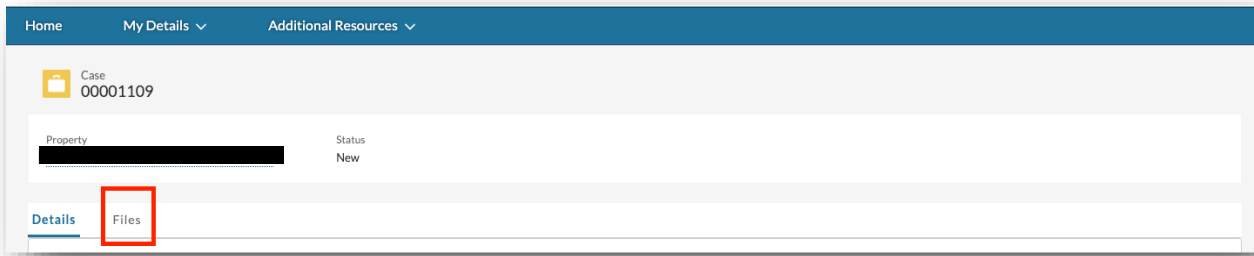 Home My Details Additional Resources
Case
00001109
Property Status
New
Details Files